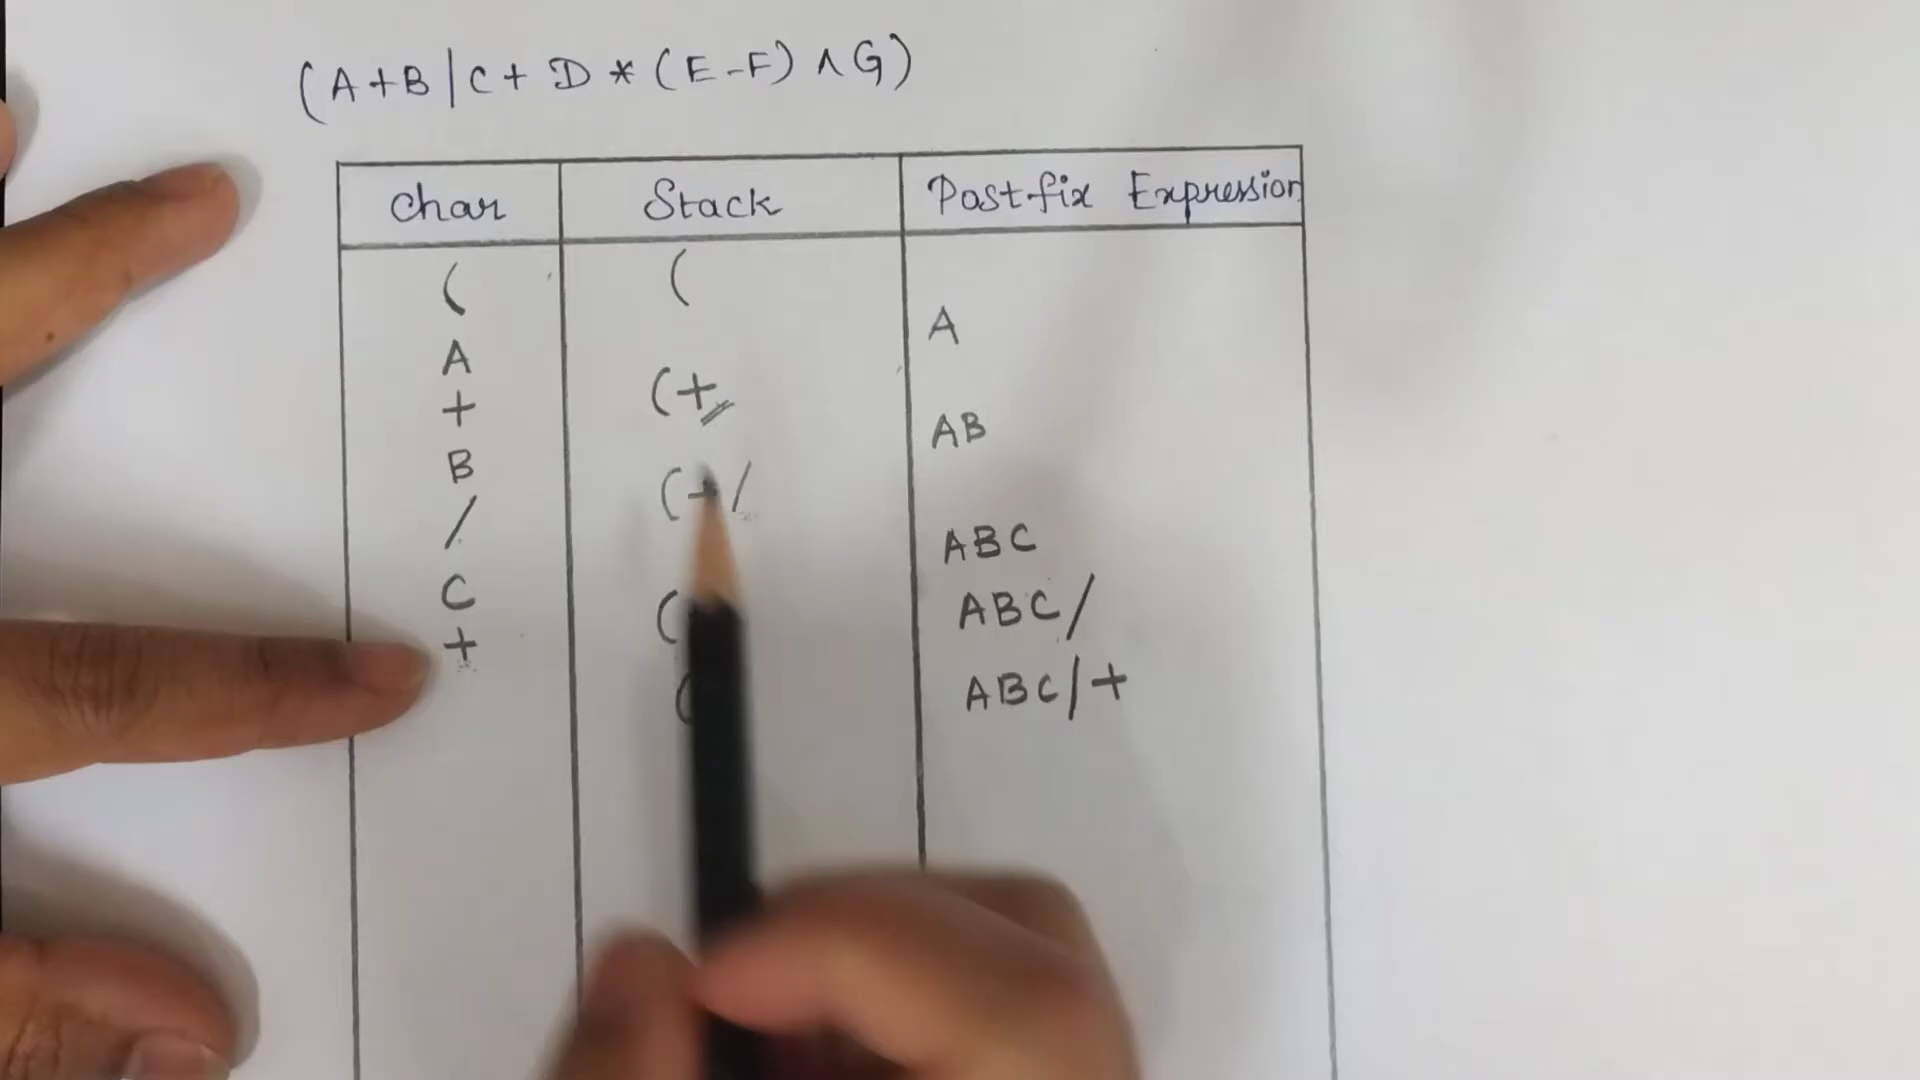 (A+B/C+D*(E-F)^G)
Char Stack Postfix Expression
( (
A A
+ (+
B AB
/ (+/
C ABC
+ ( ABC/
( ABC/+